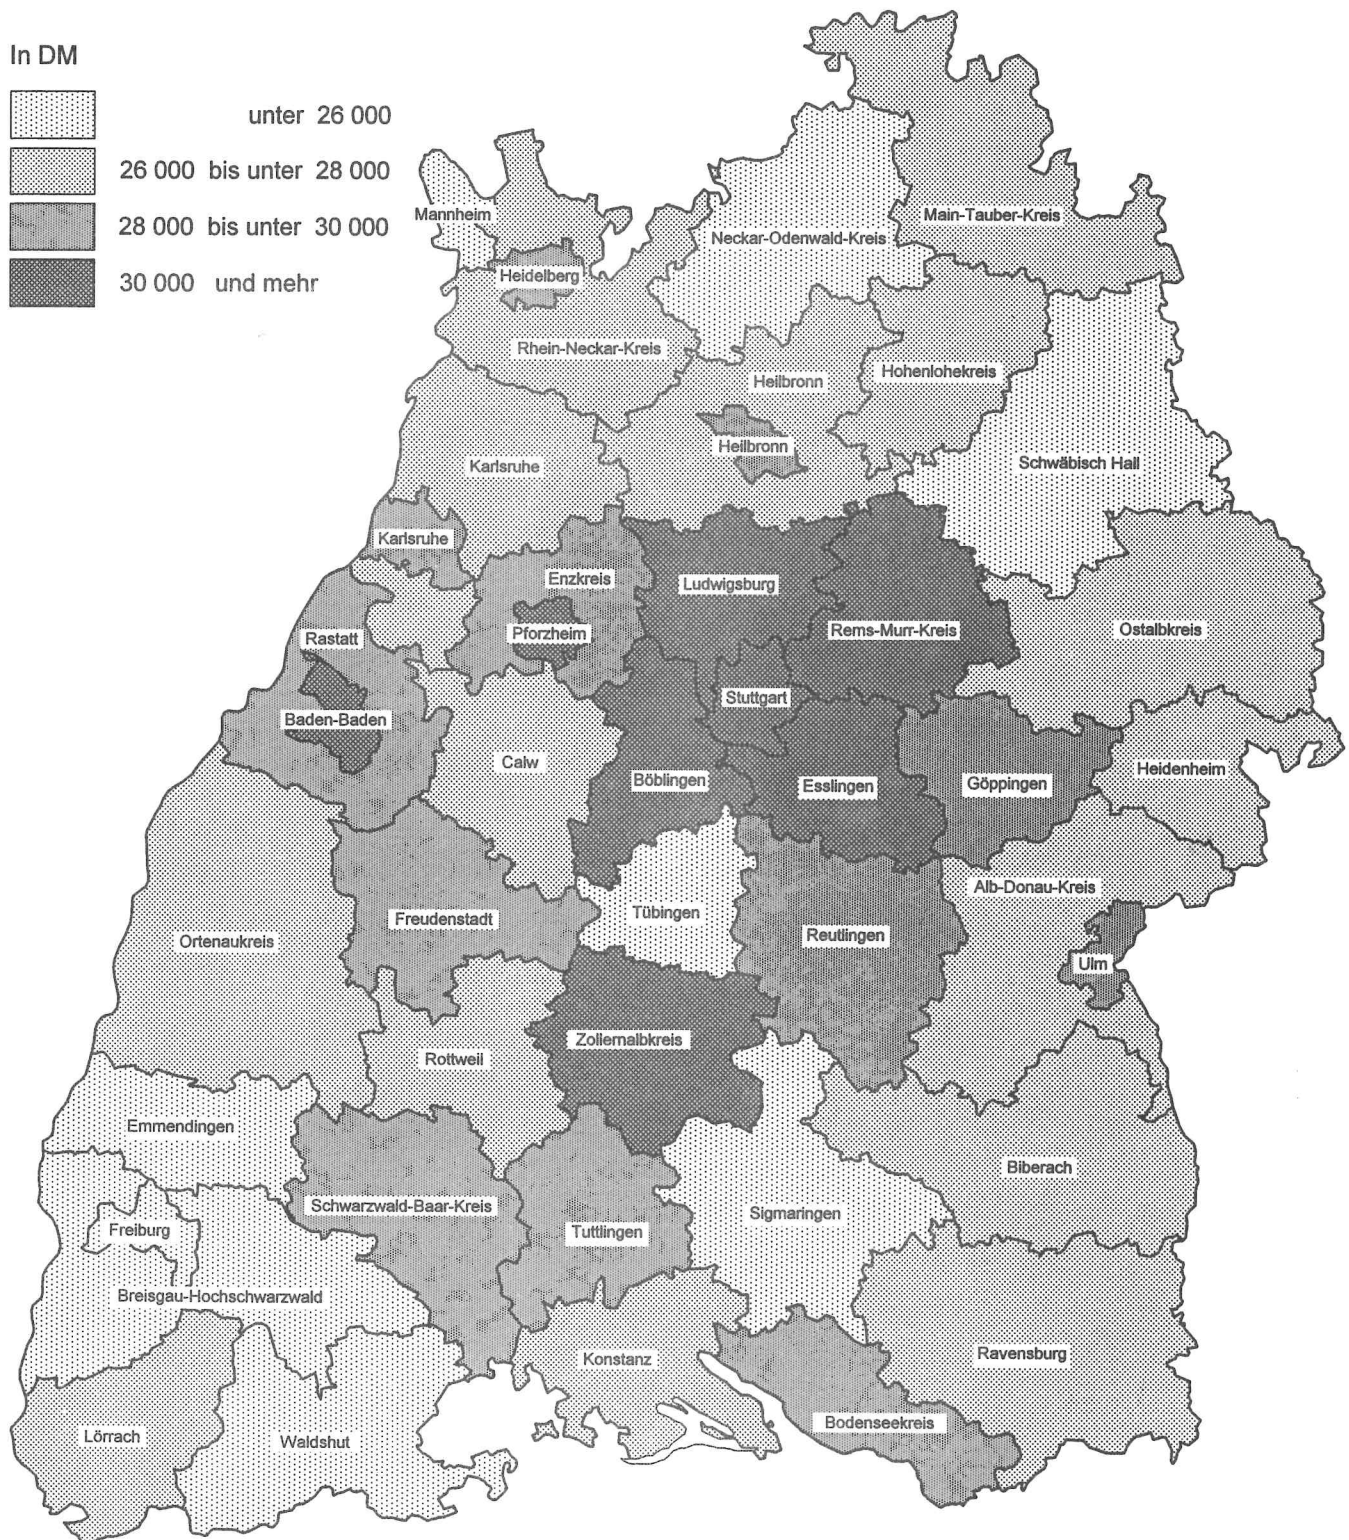 In DM
unter 26 000
26 000 bis unter 28 000
28 000 bis unter 30 000
30 000 und mehr
Mannheim
Main-Tauber-Kreis
Neckar-Odenwald-Kreis
Heidelberg
Rhein-Neckar-Kreis
Hohenlohekreis
Heilbronn
Heilbronn
Schwäbisch Hall
Karlsruhe
Karlsruhe
Enzkreis
Ludwigsburg
Rems-Murr-Kreis
Ostalbkreis
Pforzheim
Rastatt
Stuttgart
Baden-Baden
Calw
Heidenheim
Böblingen
Esslingen
Göppingen
Alb-Donau-Kreis
Tübingen
Freudenstadt
Reutlingen
Ortenaukreis
Ulm
Zollernalbkreis
Rottweil
Emmendingen
Biberach
Schwarzwald-Baar-Kreis
Sigmaringen
Freiburg
Tuttlingen
Breisgau-Hochschwarzwald
Ravensburg
Konstanz
Bodenseekreis
Lörrach
Waldshut